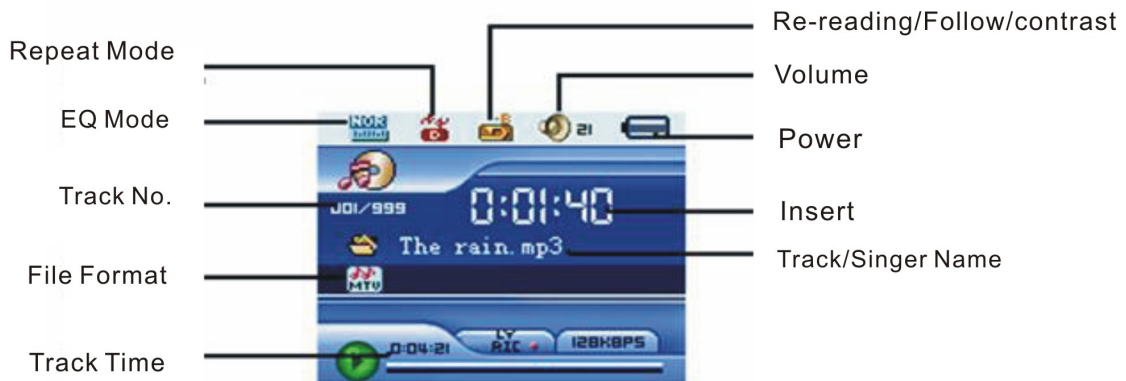 Re-reading/Follow/contrast
Repeat Mode
Volume
EQ Mode
NOR
21
Power
Track No.
001/999
0:01:40
Insert
The rain.mp3
Track/Singer Name
File Format
MTV
0:04:21
LY
RIC
128KBPS
Track Time